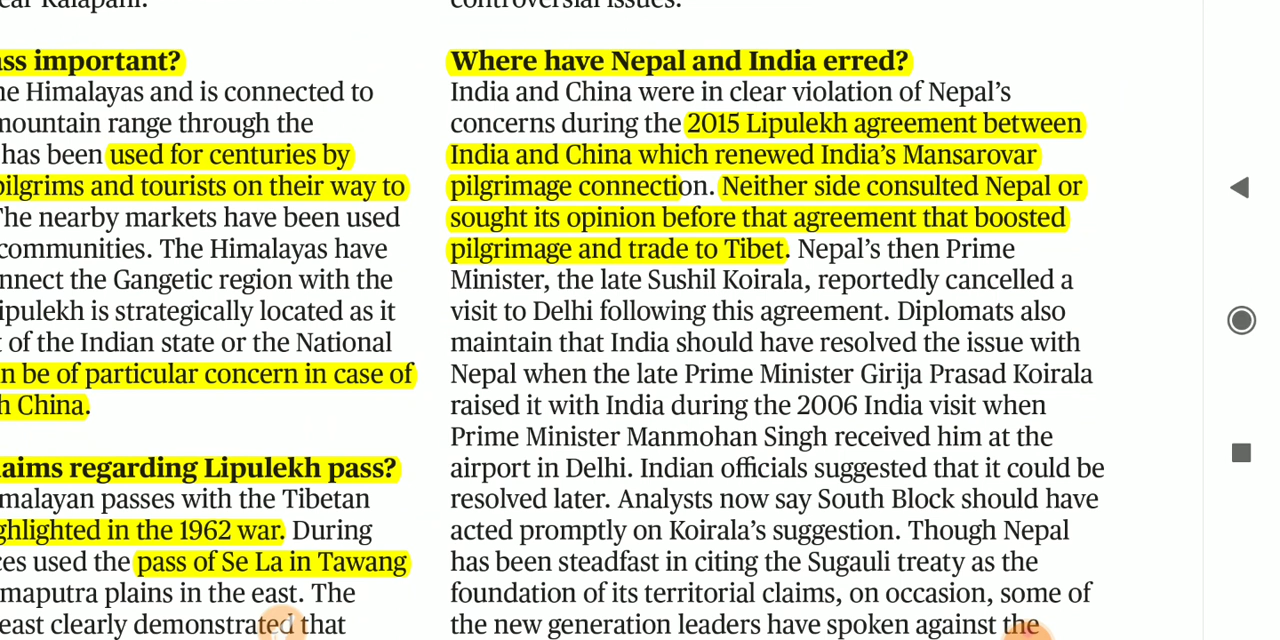 ass important?
he Himalayas and is connected to
mountain range through the
has been used for centuries by
pilgrims and tourists on their way to
The nearby markets have been used
communities. The Himalayas have
nnect the Gangetic region with the
ipulekh is strategically located as it
of the Indian state or the National
n be of particular concern in case of
h China.
laims regarding Lipulekh pass?
malayan passes with the Tibetan
ghlighted in the 1962 war. During
ces used the pass of Se La in Tawang
maputra plains in the east. The
east clearly demonstrated that
Where have Nepal and India erred?
India and China were in clear violation of Nepal’s
concerns during the 2015 Lipulekh agreement between
India and China which renewed India’s Mansarovar
pilgrimage connection. Neither side consulted Nepal or
sought its opinion before that agreement that boosted
pilgrimage and trade to Tibet. Nepal’s then Prime
Minister, the late Sushil Koirala, reportedly cancelled a
visit to Delhi following this agreement. Diplomats also
maintain that India should have resolved the issue with
Nepal when the late Prime Minister Girija Prasad Koirala
raised it with India during the 2006 India visit when
Prime Minister Manmohan Singh received him at the
airport in Delhi. Indian officials suggested that it could be
resolved later. Analysts now say South Block should have
acted promptly on Koirala’s suggestion. Though Nepal
has been steadfast in citing the Sugauli treaty as the
foundation of its territorial claims, on occasion, some of
the new generation leaders have spoken against the